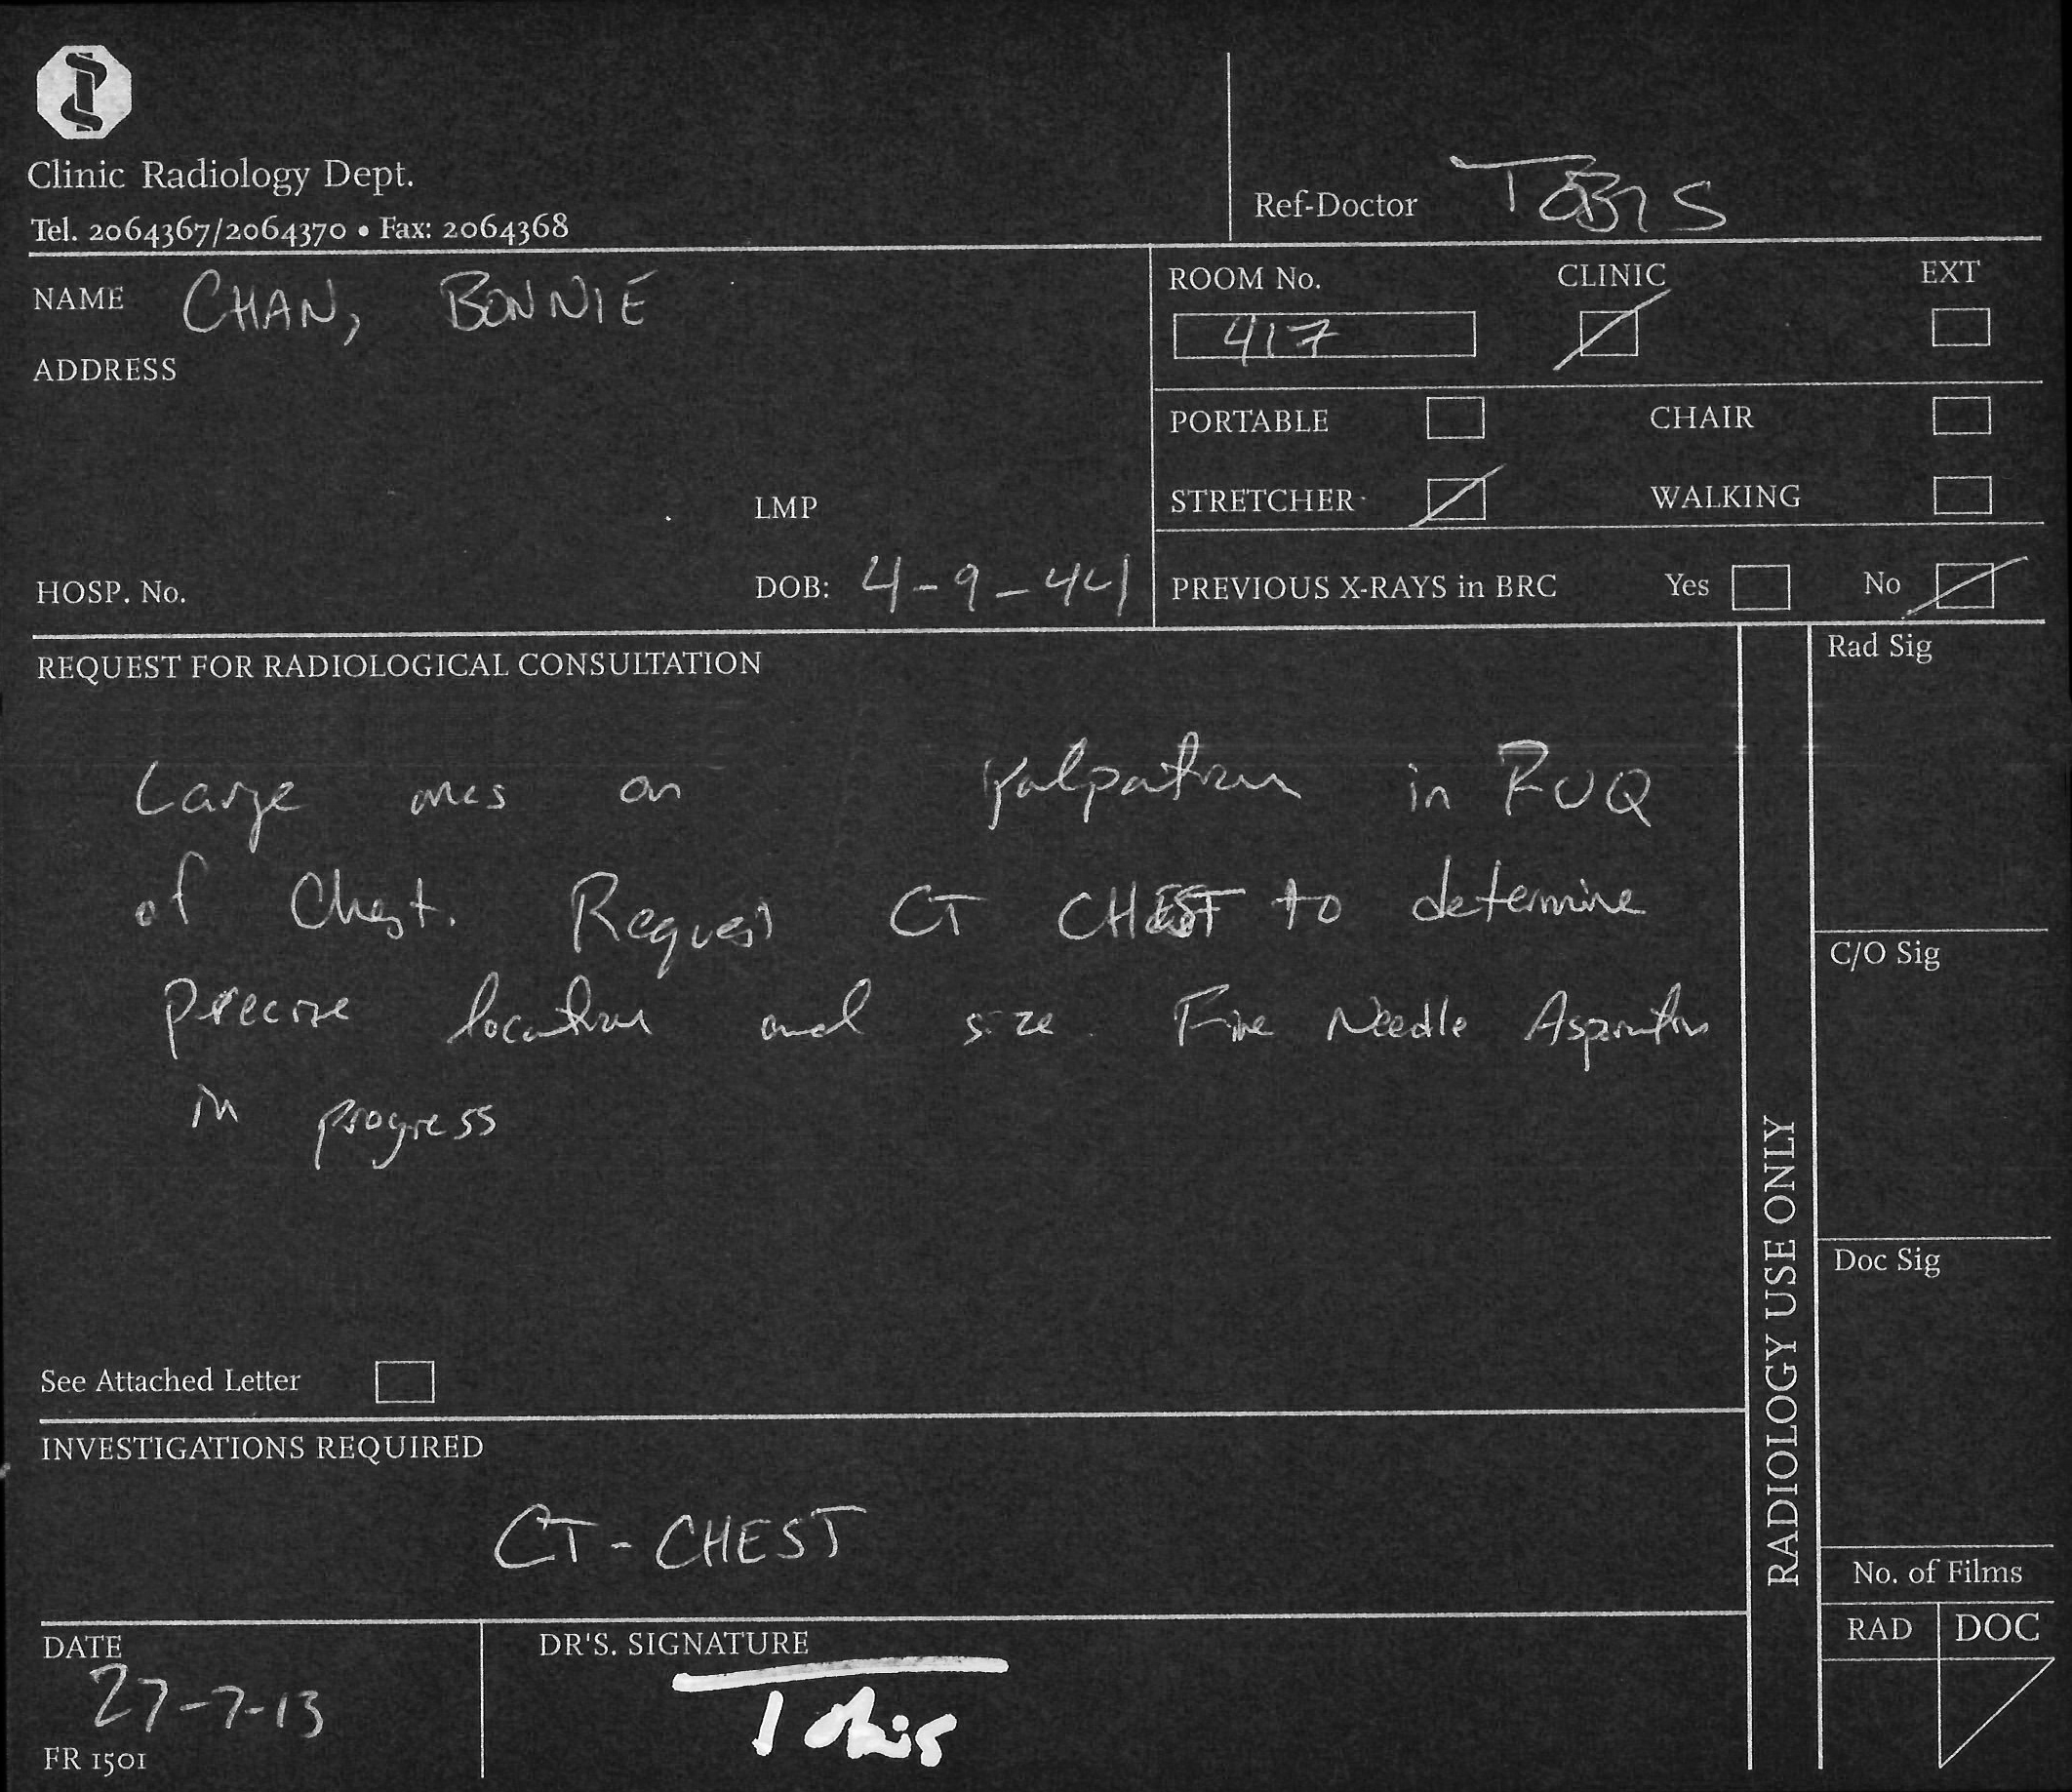 Clinic Radiology Dept.
Tel. 2064367/2064370 • Fax: 2064368
Ref-Doctor TOBIS
NAME CHAN, BONNIE
ADDRESS
LMP
HOSP. No. DOB: 4-9-44
ROOM No. CLINIC EXT
417
PORTABLE CHAIR
STRETCHER WALKING
PREVIOUS X-RAYS in BRC Yes No
REQUEST FOR RADIOLOGICAL CONSULTATION
Large on palpation in RUQ
of Chest. Request CT CHEST to determine
precise location and size. Fine Needle Aspiration
in progress
See Attached Letter
INVESTIGATIONS REQUIRED
CT - CHEST
DATE
27-7-13
FR 1501
DR'S. SIGNATURE
Tobis
RADIOLOGY USE ONLY
Rad Sig
C/O Sig
Doc Sig
No. of Films
RAD DOC